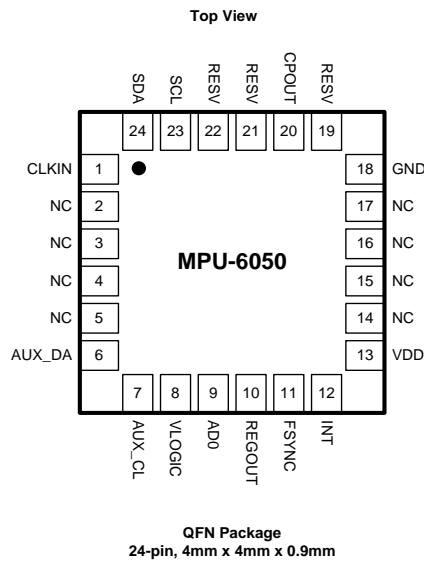 Top View
SDA
SCL
RESV
RESV
CPOUT
RESV
24
23
22
21
20
19
CLKIN 1
18 GND
NC 2
17 NC
NC 3
16 NC
MPU-6050
NC 4
15 NC
NC 5
14 NC
AUX_DA 6
13 VDD
7
8
9
10
11
12
AUX_CL
VLOGIC
AD0
REGOUT
FSYNC
INT
QFN Package
24-pin, 4mm x 4mm x 0.9mm